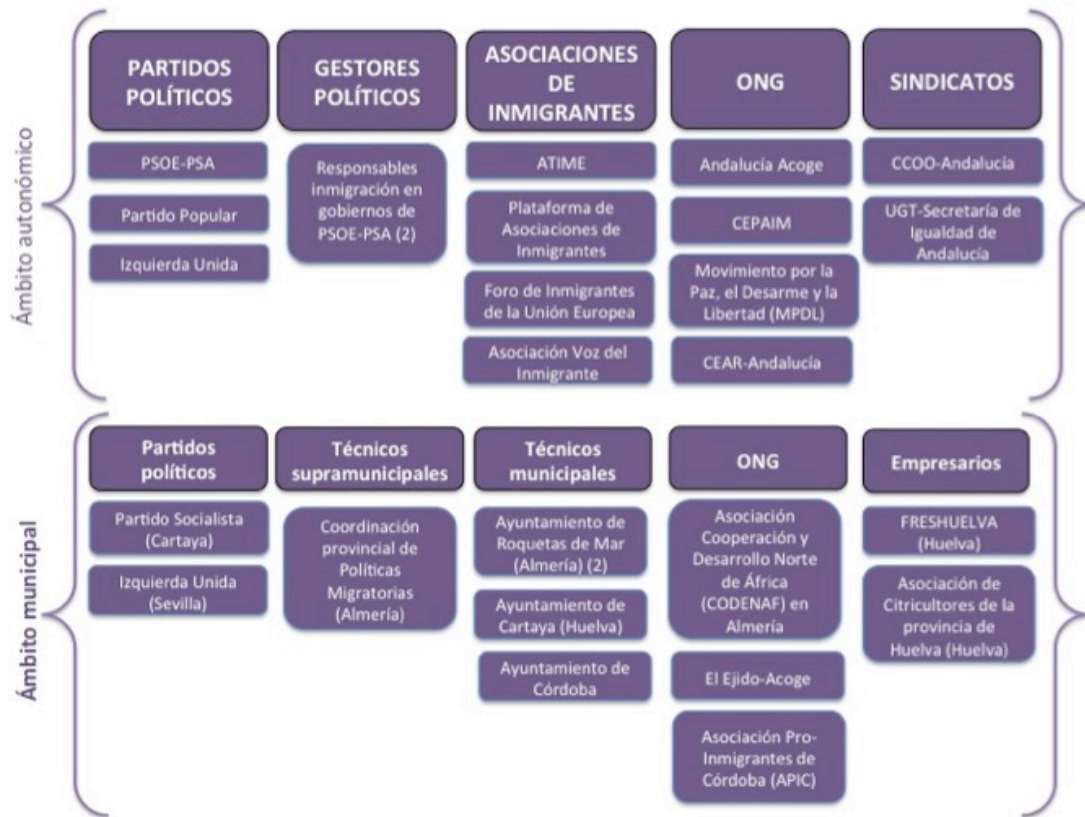 Ámbito autonómico
PARTIDOS
POLÍTICOS
PSOE-PSA
Partido Popular
Izquierda Unida
GESTORES
POLÍTICOS
Responsables
inmigración en
gobiernos de
PSOE-PSA (2)
ASOCIACIONES
DE
INMIGRANTES
ATIME
Plataforma de
Asociaciones de
Inmigrantes
Foro de Inmigrantes
de la Unión Europea
Asociación Voz del
Inmigrante
ONG
Andalucía Acoge
CEPAIM
Movimiento por la
Paz, el Desarme y la
Libertad (MPDL)
CEAR-Andalucía
SINDICATOS
CCOO-Andalucía
UGT-Secretaría de
Igualdad de
Andalucía
Ámbito municipal
Partidos
políticos
Partido Socialista
(Cartaya)
Izquierda Unida
(Sevilla)
Técnicos
supramunicipales
Coordinación
provincial de
Políticas
Migratorias
(Almería)
Técnicos
municipales
Ayuntamiento de
Roquetas de Mar
(Almería) (2)
Ayuntamiento de
Cartaya (Huelva)
Ayuntamiento de
Córdoba
ONG
Asociación
Cooperación y
Desarrollo Norte
de África
(CODENAF) en
Almería
El Ejido-Acoge
Asociación Pro-
Inmigrantes de
Córdoba (APIC)
Empresarios
FRESHUELVA
(Huelva)
Asociación de
Citricultores de la
provincia de
Huelva (Huelva)